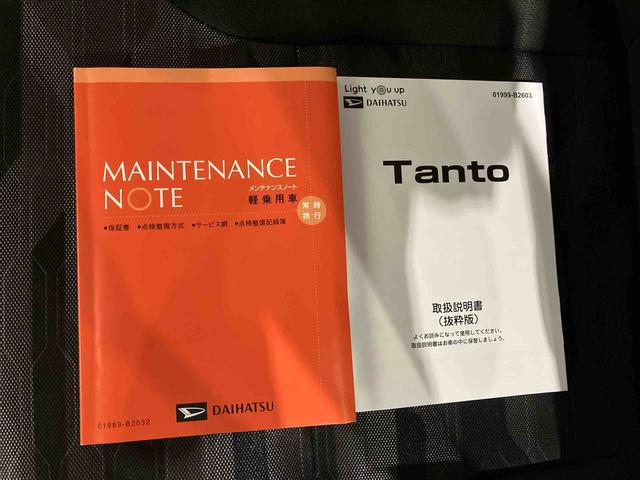 MAINTENANCE
NOTE
メンテナンスノート
軽乗用車
常時
携行
•保証書 •点検整備方式 •サービス網 •点検整備記録簿
DAIHATSU
01989-B2032
Light you up
DAIHATSU
01999-B2603
Tanto
取扱説明書
（抜粋版）
よくお読みになって使用してください。
取扱説明書はお車の中に保管しましょう。